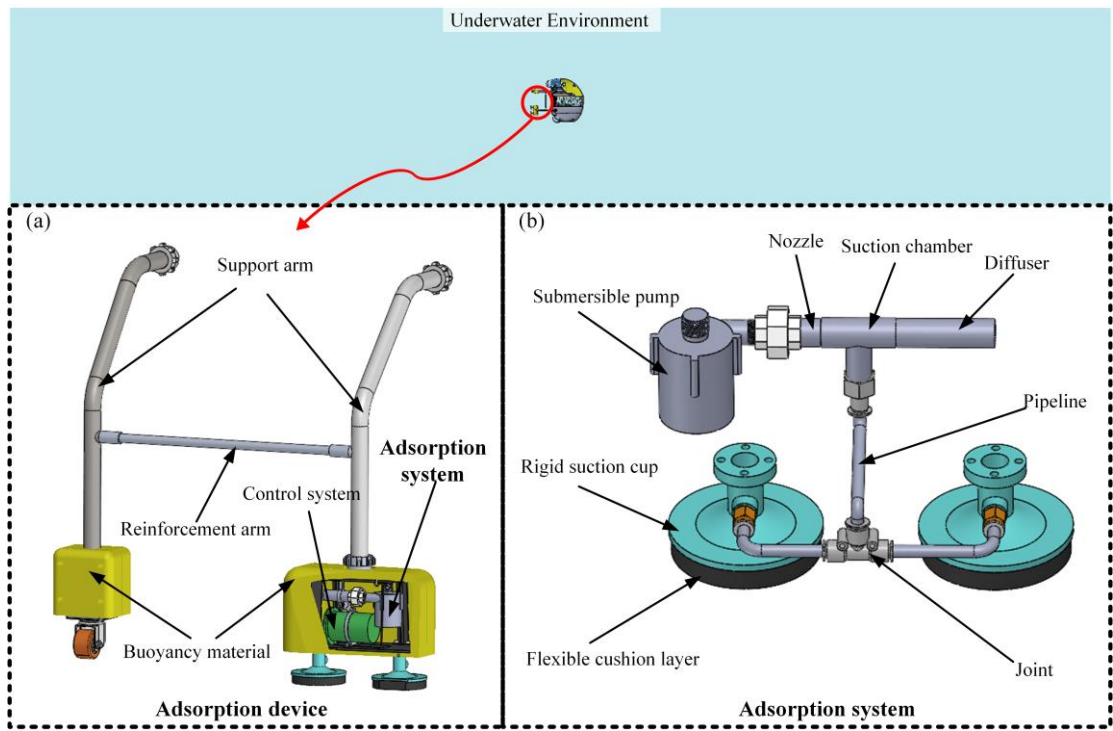 Underwater Environment
(a)
Support arm
Adsorption
system
Control system
Reinforcement arm
Buoyancy material
Adsorption device
(b)
Nozzle
Suction chamber
Diffuser
Submersible pump
Pipeline
Rigid suction cup
Flexible cushion layer
Joint
Adsorption system